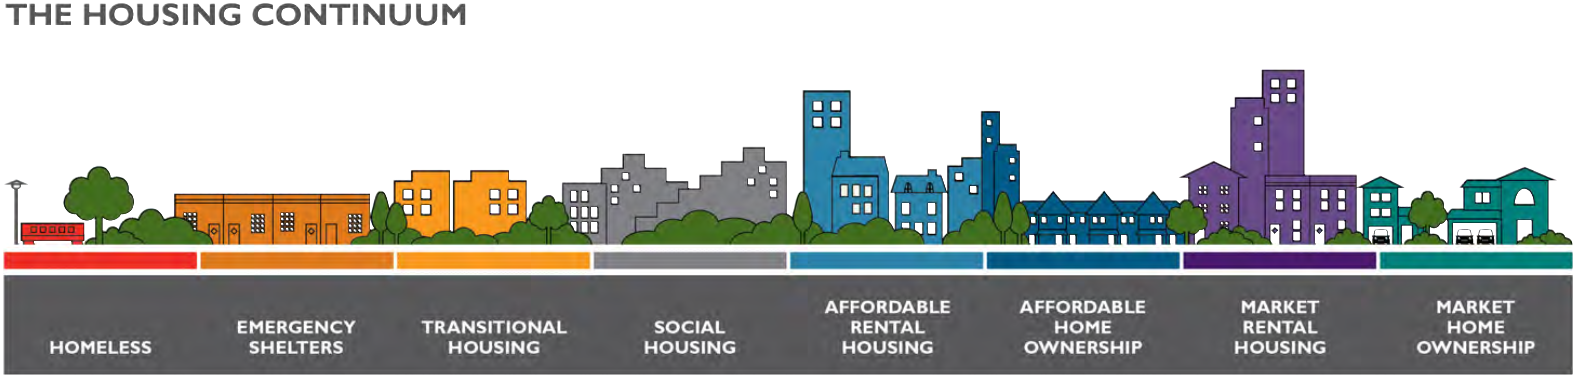 THE HOUSING CONTINUUM
HOMELESS
EMERGENCY
SHELTERS
TRANSITIONAL
HOUSING
SOCIAL
HOUSING
AFFORDABLE
RENTAL
HOUSING
AFFORDABLE
HOME
OWNERSHIP
MARKET
RENTAL
HOUSING
MARKET
HOME
OWNERSHIP